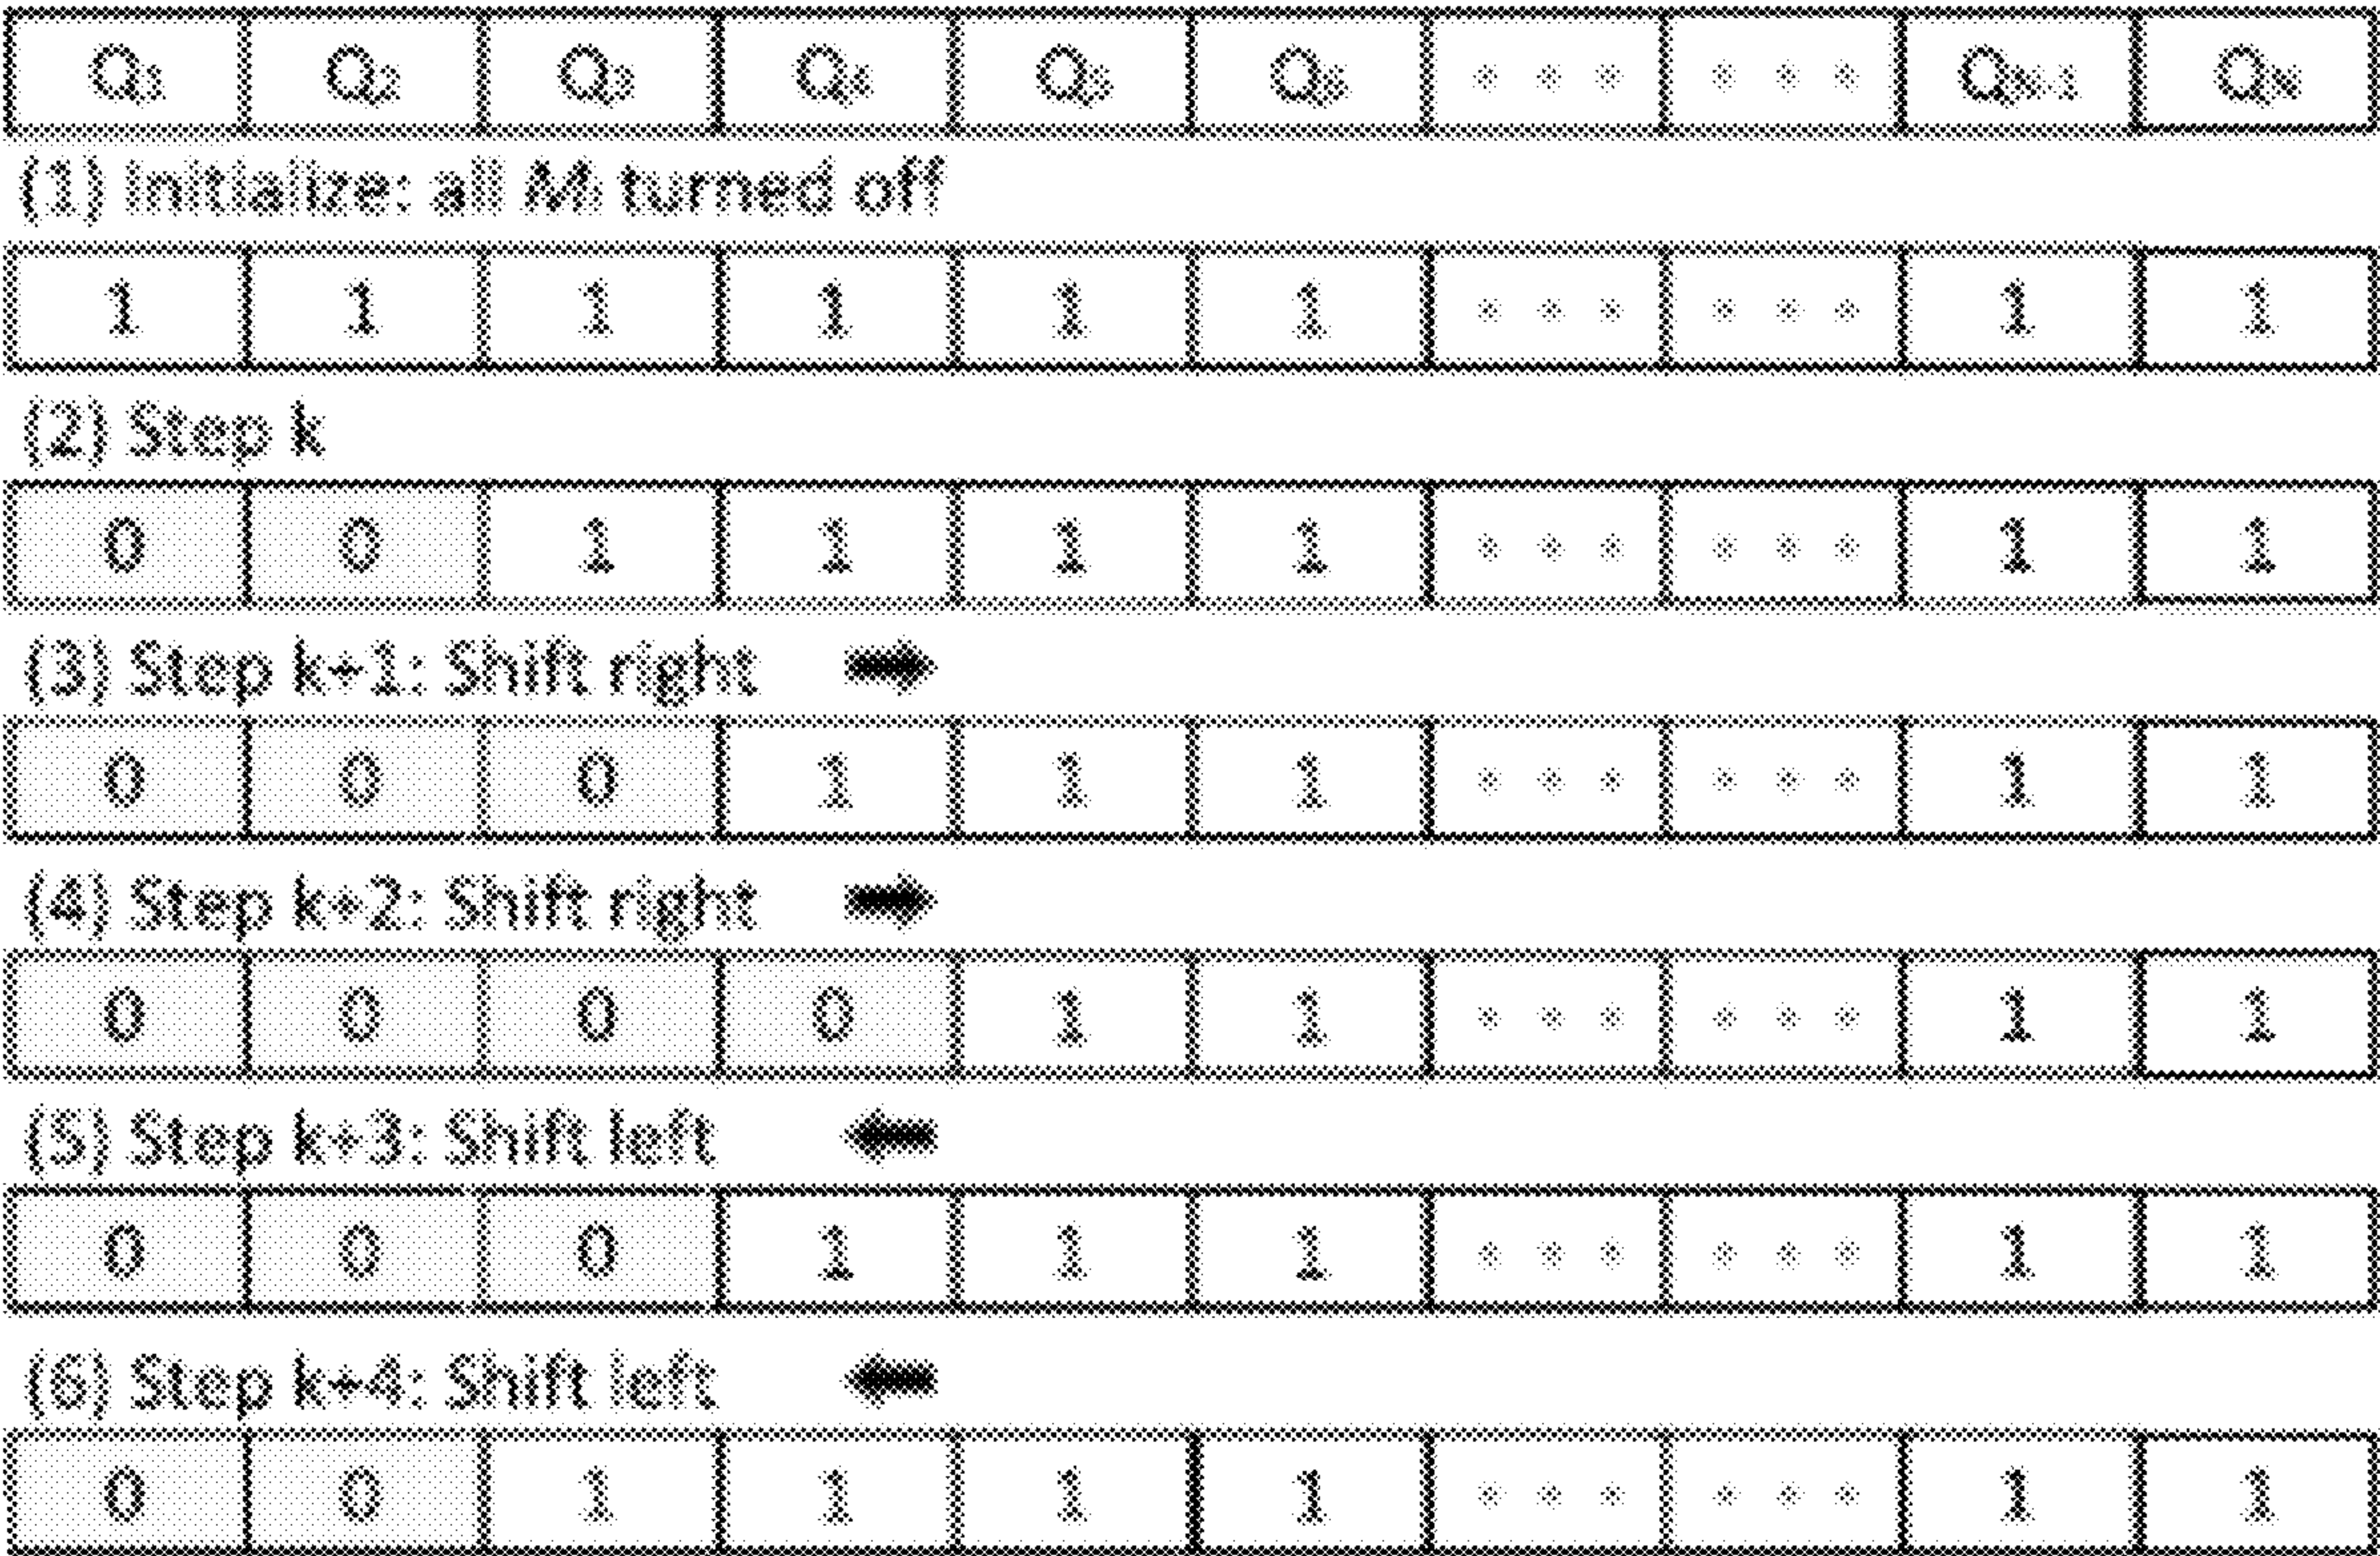 Q1 Q2 Q3 Q4 Q5 Q6 • • • • • • QN-1 QN
(1) Initialize: all Mi turned off
1 1 1 1 1 1 • • • • • • 1 1
(2) Step k
0 0 1 1 1 1 • • • • • • 1 1
(3) Step k+1: Shift right
0 0 0 1 1 1 • • • • • • 1 1
(4) Step k+2: Shift right
0 0 0 0 1 1 • • • • • • 1 1
(5) Step k+3: Shift left
0 0 0 1 1 1 • • • • • • 1 1
(6) Step k+4: Shift left
0 0 1 1 1 1 • • • • • • 1 1